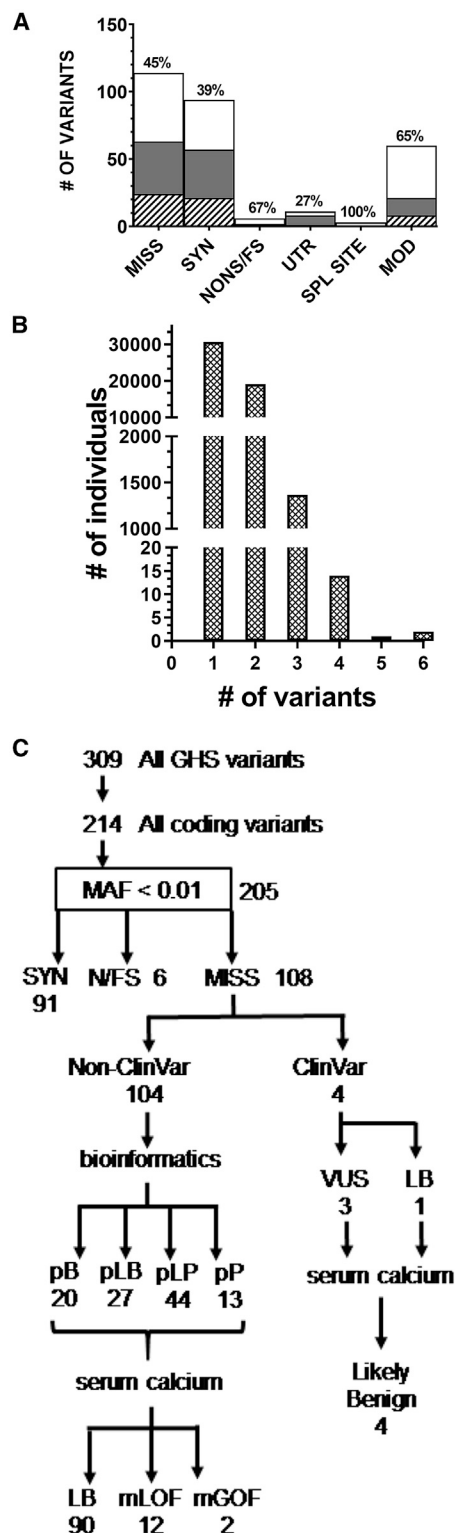 A
# OF VARIANTS
150
100
50
0
45%
39%
67%
27%
100%
65%
MISS
SYN
NONS/FS
UTR
SPL SITE
MOD
B
# of individuals
30000
20000
10000
2000
1500
1000
20
15
10
5
0
0 1 2 3 4 5 6
# of variants
C
309 All GHS variants
214 All coding variants
MAF < 0.01 205
SYN N/FS 6 MISS 108
91
Non-ClinVar ClinVar
104 4
bioinformatics
VUS LB
3 1
pB pLB pLP pP
20 27 44 13
serum calcium
serum calcium
Likely
Benign
4
LB mLOF mGOF
90 12 2